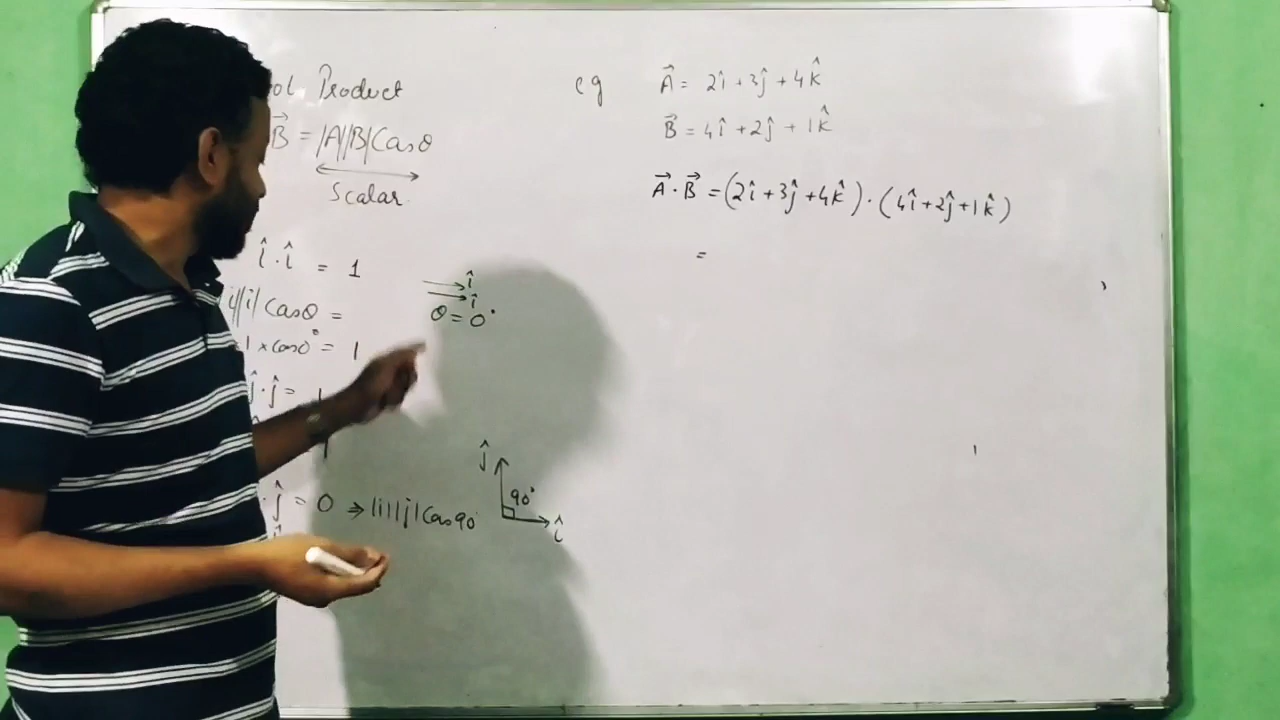 Product
B⃗ = |A||B|Cosθ
Scalar.
î · î = 1
|i||i| Cosθ =
1 × cos0° = 1
ĵ · ĵ = 1
1
· ĵ = 0 ⇒ |i||j| Cos90°
î
î
θ = 0°
ĵ
90°
î
eg
A⃗ = 2î + 3ĵ + 4k̂
B⃗ = 4î + 2ĵ + 1k̂
A⃗ · B⃗ = (2î + 3ĵ + 4k̂) · (4î + 2ĵ + 1k̂)
=